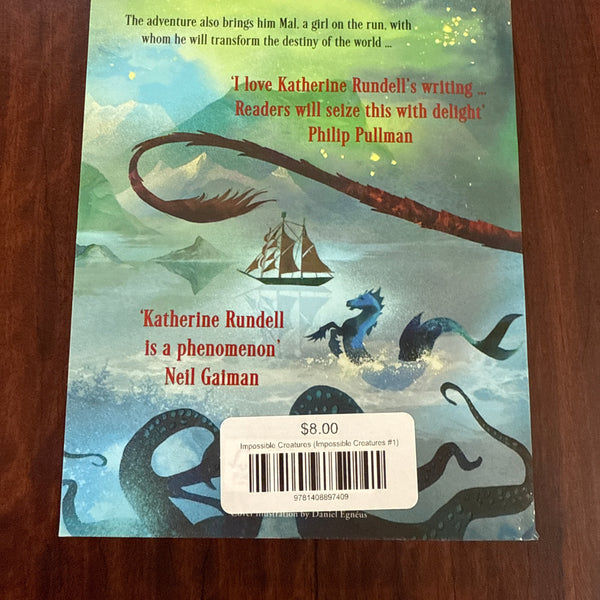 The adventure also brings him Mal, a girl on the run, with
whom he will transform the destiny of the world ...
‘I love Katherine Rundell’s writing ...
Readers will seize this with delight’
Philip Pullman
‘Katherine Rundell
is a phenomenon’
Neil Gaiman
$8.00
Impossible Creatures (Impossible Creatures #1)
9781408897409
Cover illustration by Daniel Egnéus